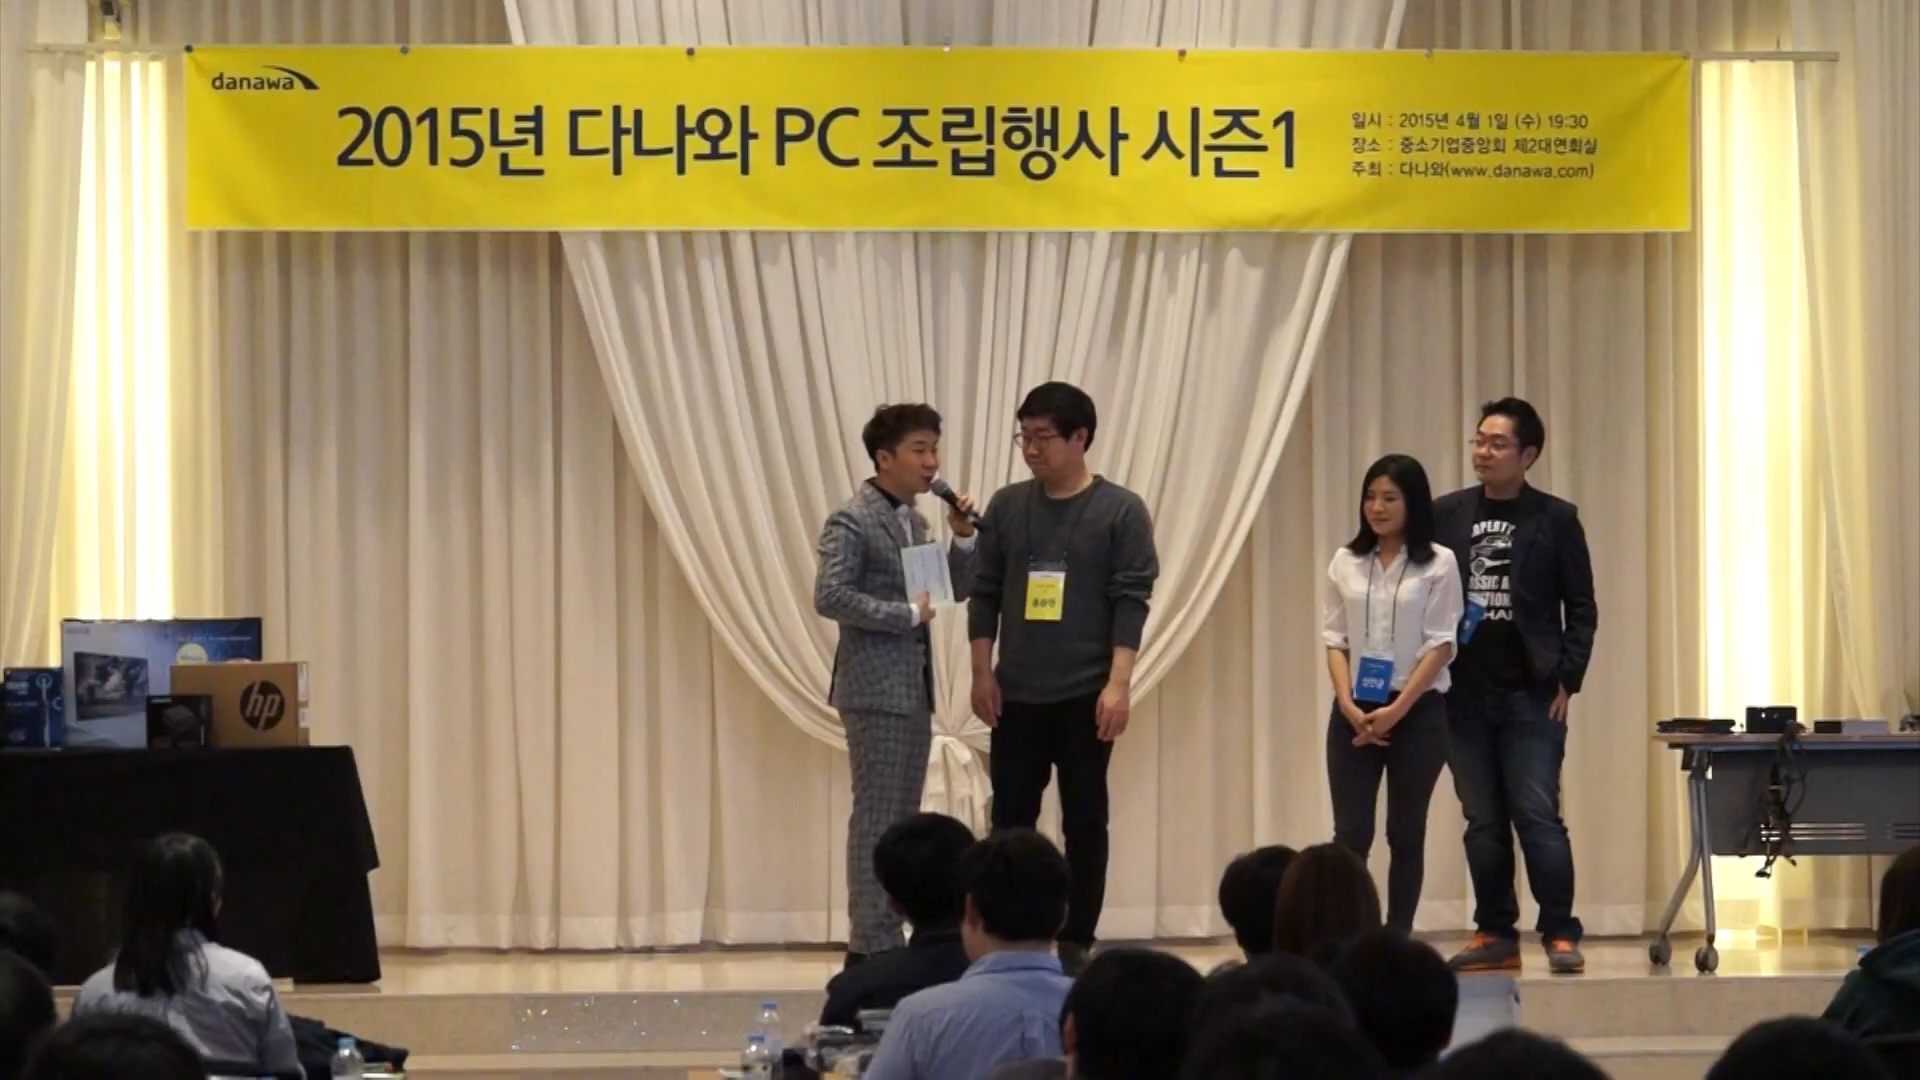 danawa
2015년 다나와 PC 조립행사 시즌1
일시 : 2015년 4월 1일 (수) 19:30
장소 : 중소기업중앙회 제2대연회실
주최 : 다나와(www.danawa.com)
hp